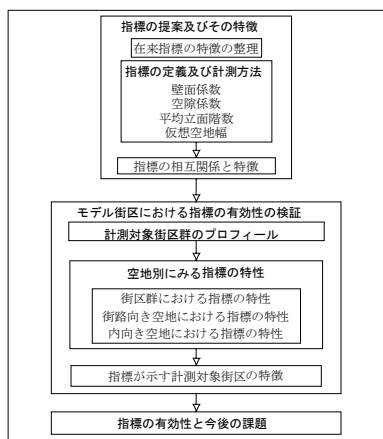 指標の提案及びその特徴
在来指標の特徴の整理
指標の定義及び計測方法
壁面係数
空隙係数
平均立面階数
仮想空地幅
指標の相互関係と特徴
モデル街区における指標の有効性の検証
計測対象街区群のプロフィール
空地別にみる指標の特性
街区群における指標の特性
街路向き空地における指標の特性
内向き空地における指標の特性
指標が示す計測対象街区の特徴
指標の有効性と今後の課題